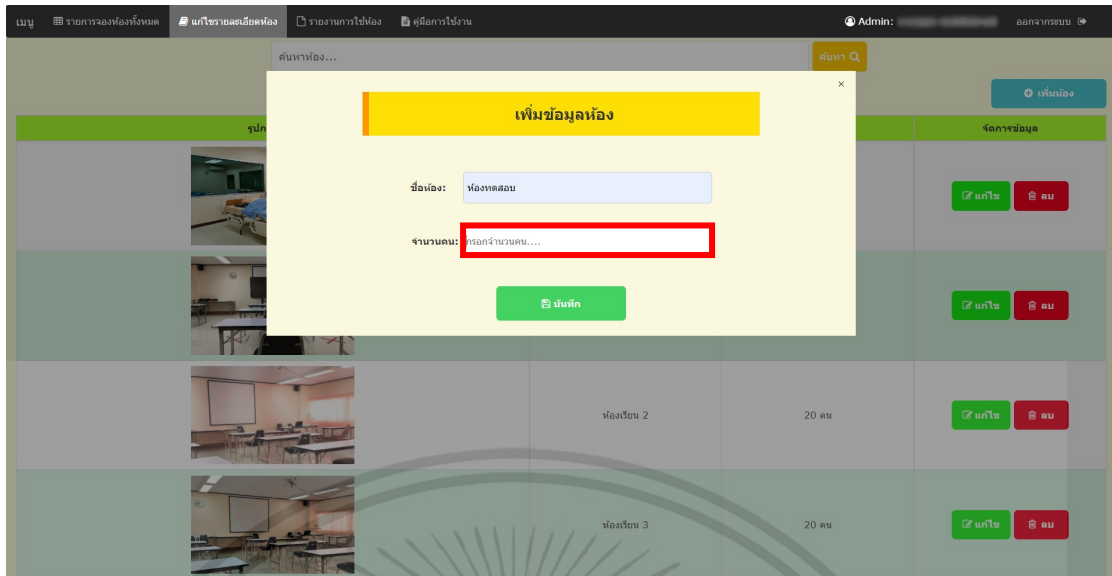 เมนู รายการจองห้องทั้งหมด แก้ไขรายละเอียดห้อง รายงานการใช้ห้อง คู่มือการใช้งาน Admin: ออกจากระบบ
ค้นหาห้อง... ค้นหา
×
เพิ่มห้อง
เพิ่มข้อมูลห้อง
จัดการข้อมูล
ชื่อห้อง: ห้องทดสอบ
แก้ไข ลบ
จำนวนคน: กรอกจำนวนคน....
บันทึก
แก้ไข ลบ
ห้องเรียน 2 20 คน แก้ไข ลบ
ห้องเรียน 3 20 คน แก้ไข ลบ